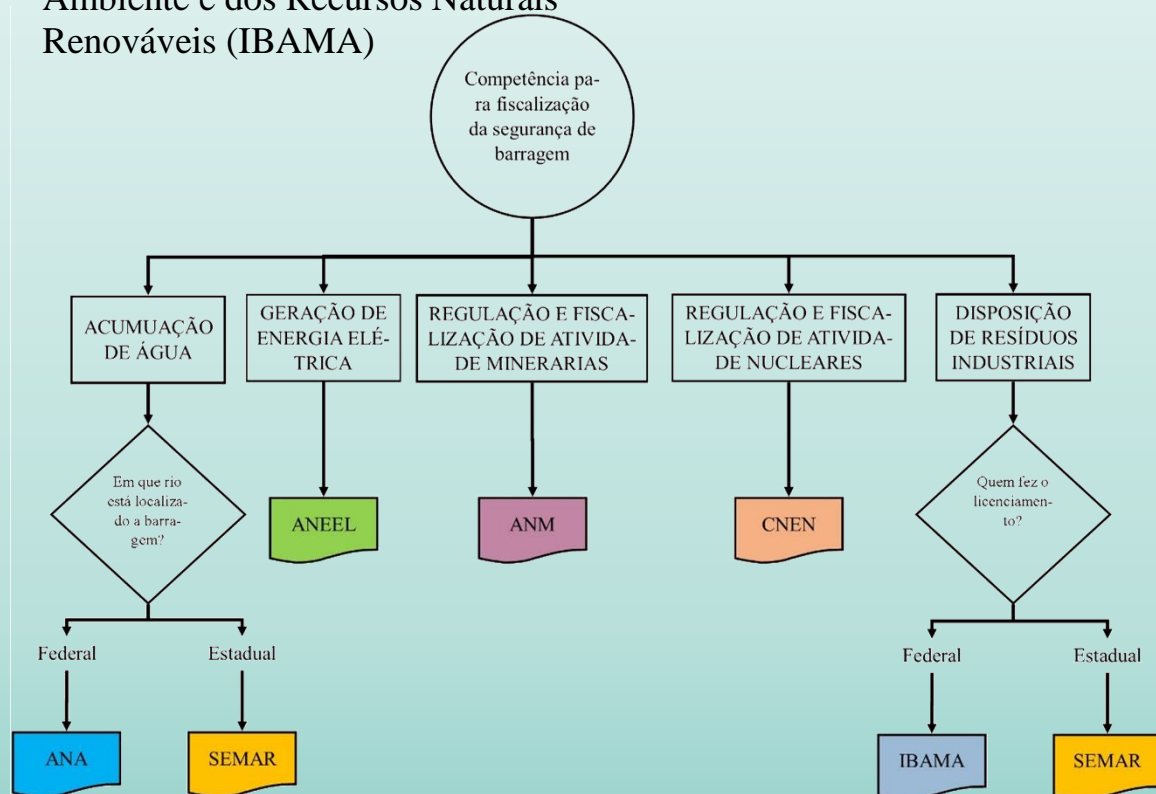 Ambiente e dos Recursos Naturais
Renováveis (IBAMA)
Competência pa-
ra fiscalização
da segurança de
barragem
ACUMUAÇÃO
DE ÁGUA
GERAÇÃO DE
ENERGIA ELÉ-
TRICA
REGULAÇÃO E FISCA-
LIZAÇÃO DE ATIVIDA-
DE MINERARIAS
REGULAÇÃO E FISCA-
LIZAÇÃO DE ATIVIDA-
DE NUCLEARES
DISPOSIÇÃO
DE RESÍDUOS
INDUSTRIAIS
Em que rio
está localiza-
do a barra-
gem?
ANEEL
ANM
CNEN
Quem fez o
licenciamen-
to?
Federal
Estadual
Federal
Estadual
ANA
SEMAR
IBAMA
SEMAR